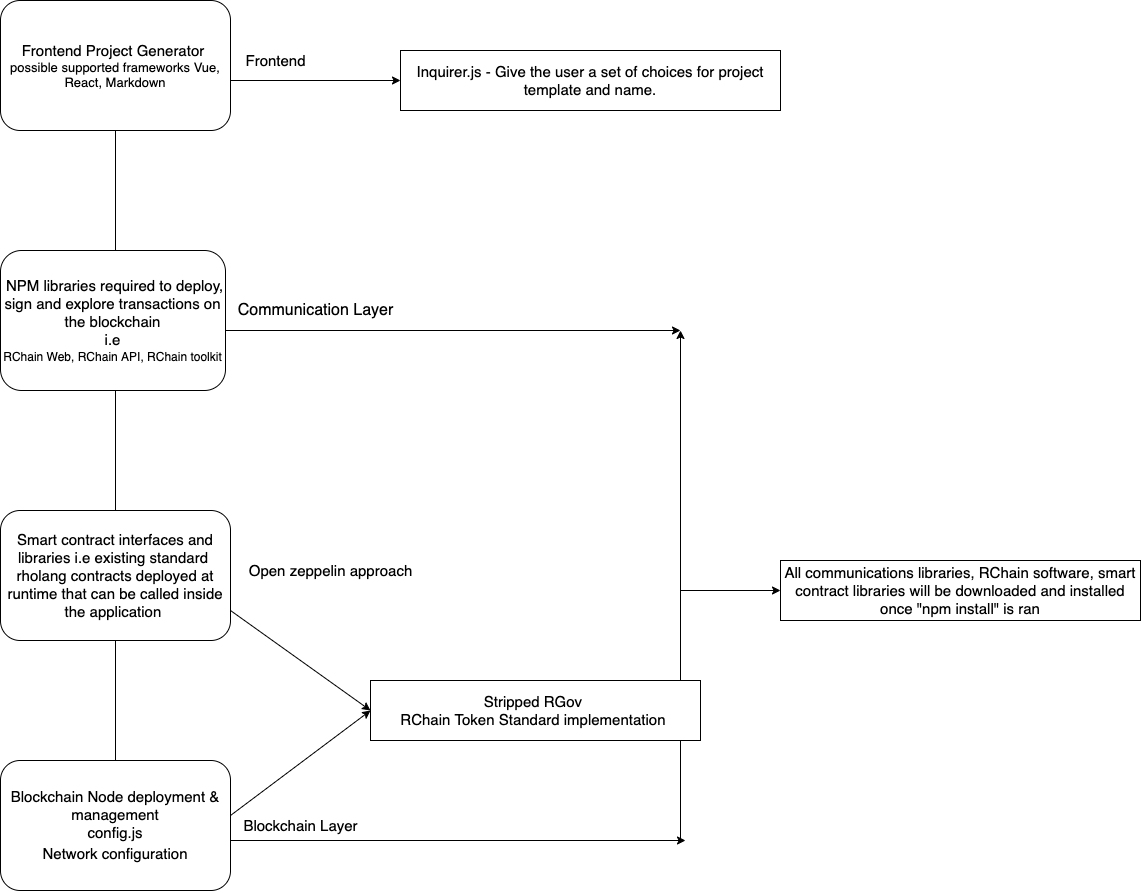 Frontend Project Generator
possible supported frameworks Vue,
React, Markdown
Frontend
Inquirer.js - Give the user a set of choices for project
template and name.
NPM libraries required to deploy,
sign and explore transactions on
the blockchain
i.e
RChain Web, RChain API, RChain toolkit
Communication Layer
Smart contract interfaces and
libraries i.e existing standard
rholang contracts deployed at
runtime that can be called inside
the application
Open zeppelin approach
All communications libraries, RChain software, smart
contract libraries will be downloaded and installed
once "npm install" is ran
Stripped RGov
RChain Token Standard implementation
Blockchain Node deployment &
management
config.js
Network configuration
Blockchain Layer